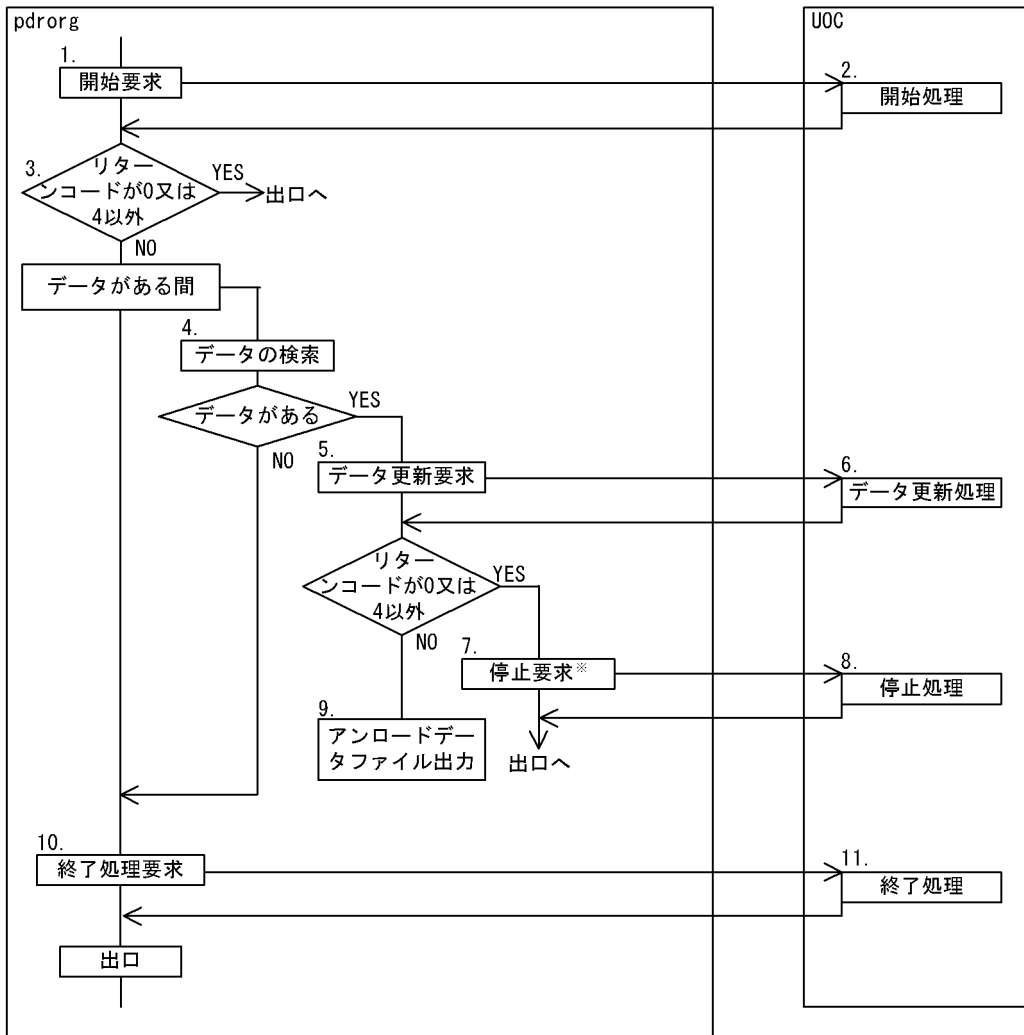 pdrorg
UOC
1.
開始要求
2.
開始処理
3.
リター
ンコードが0又は
4以外
YES
出口へ
NO
データがある間
4.
データの検索
データがある
YES
NO
5.
データ更新要求
6.
データ更新処理
リター
ンコードが0又は
4以外
YES
NO
7.
停止要求※
8.
停止処理
9.
アンロードデー
タファイル出力
出口へ
10.
終了処理要求
11.
終了処理
出口